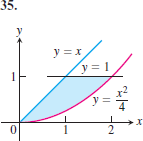 35.
y
y = x
y = 1
1
y = x²/4
0
1
2
x